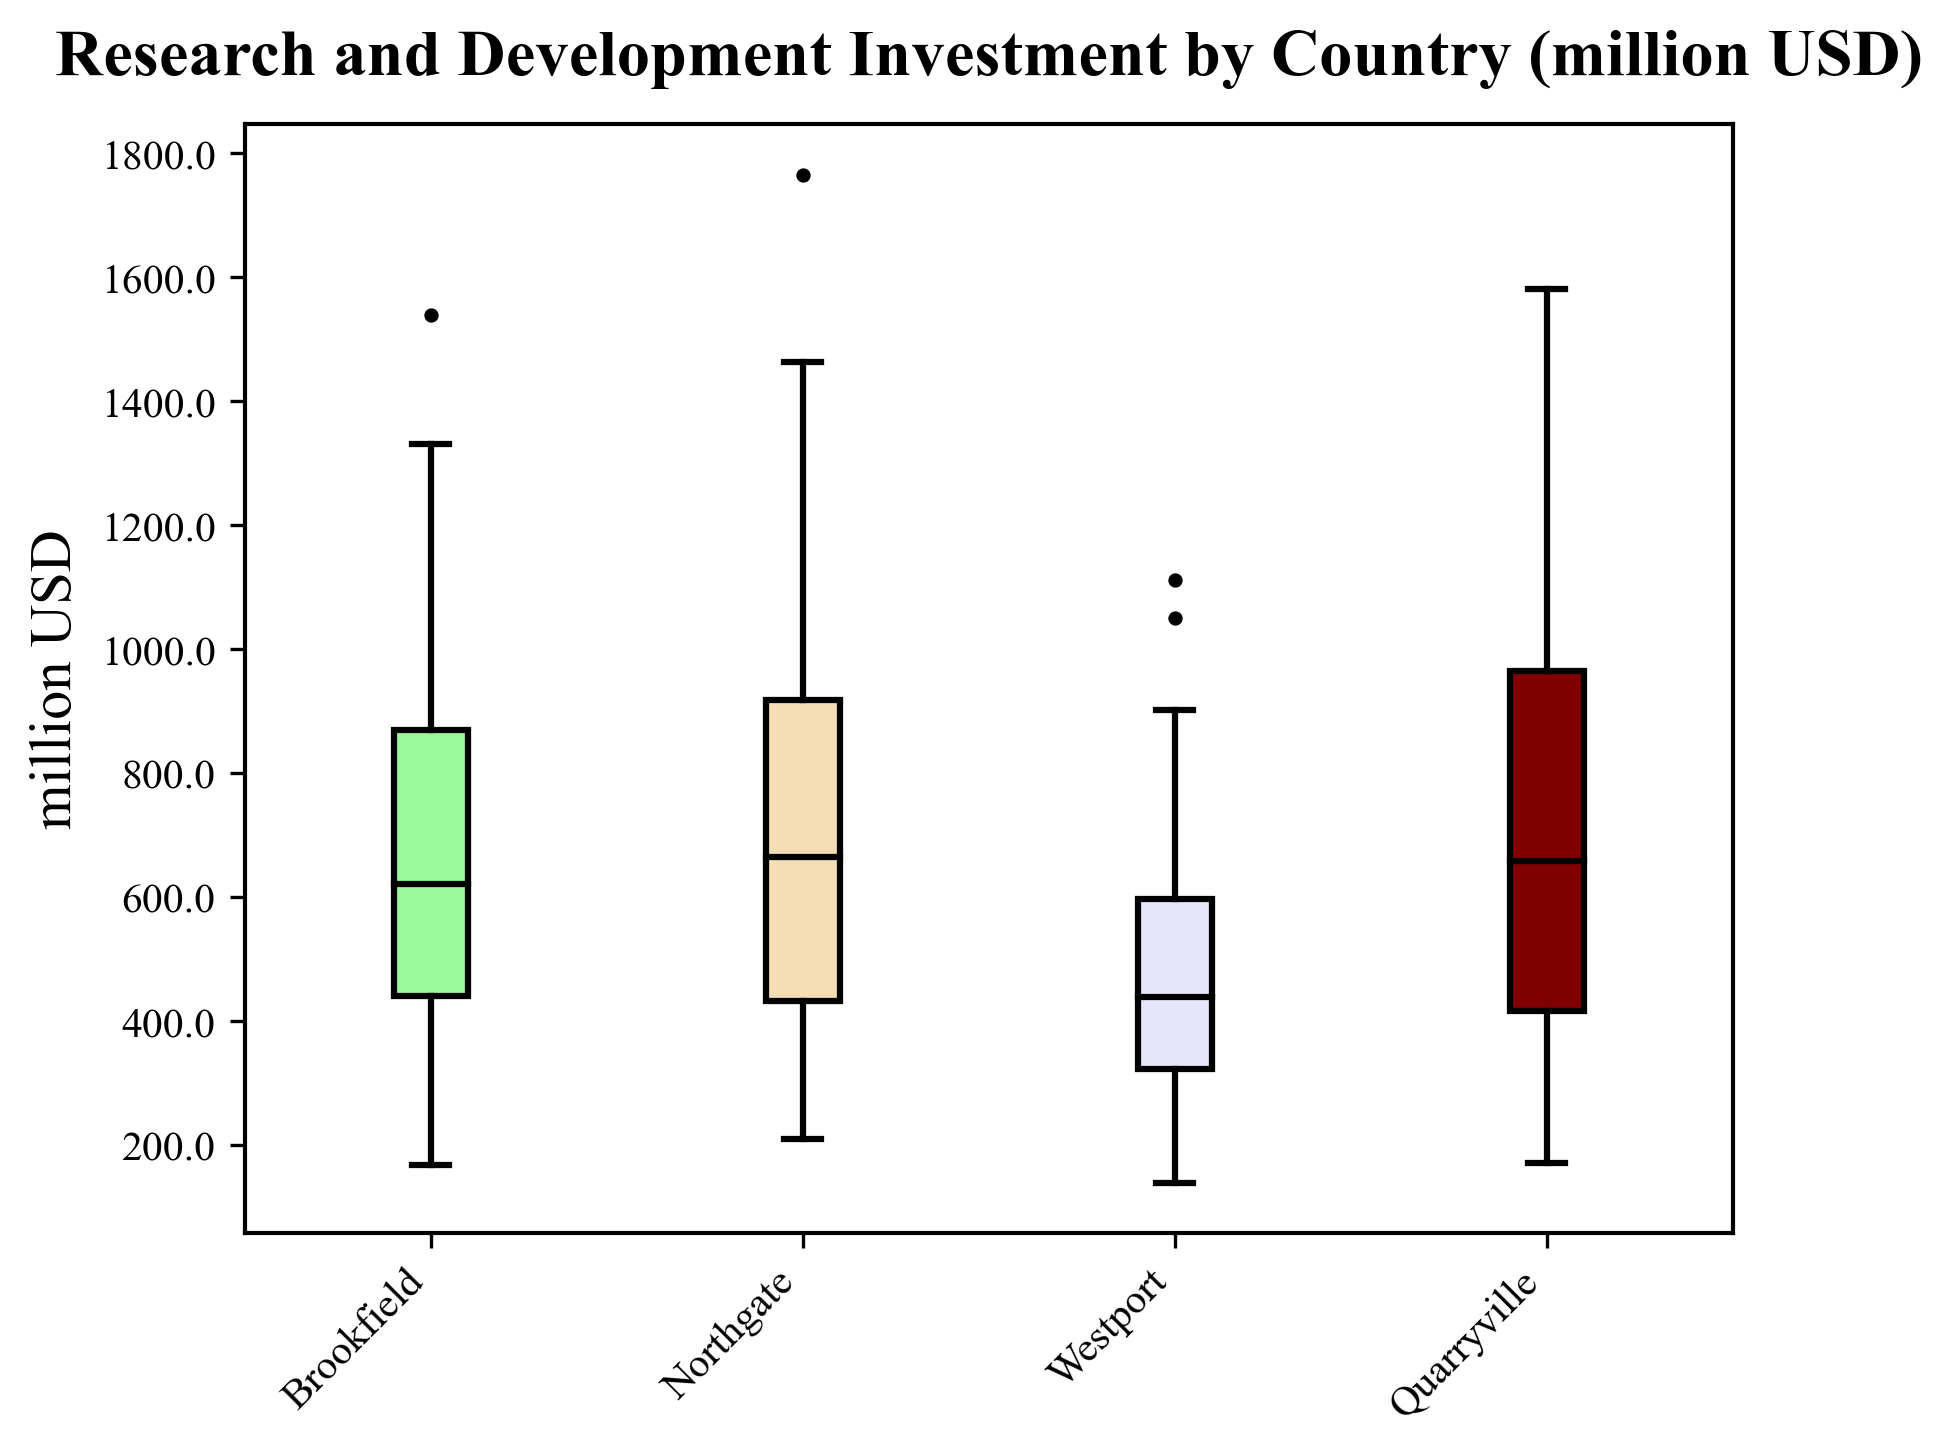 Research and Development Investment by Country (million USD)
million USD
1800.0
1600.0
1400.0
1200.0
1000.0
800.0
600.0
400.0
200.0
Brookfield
Northgate
Westport
Quarryville